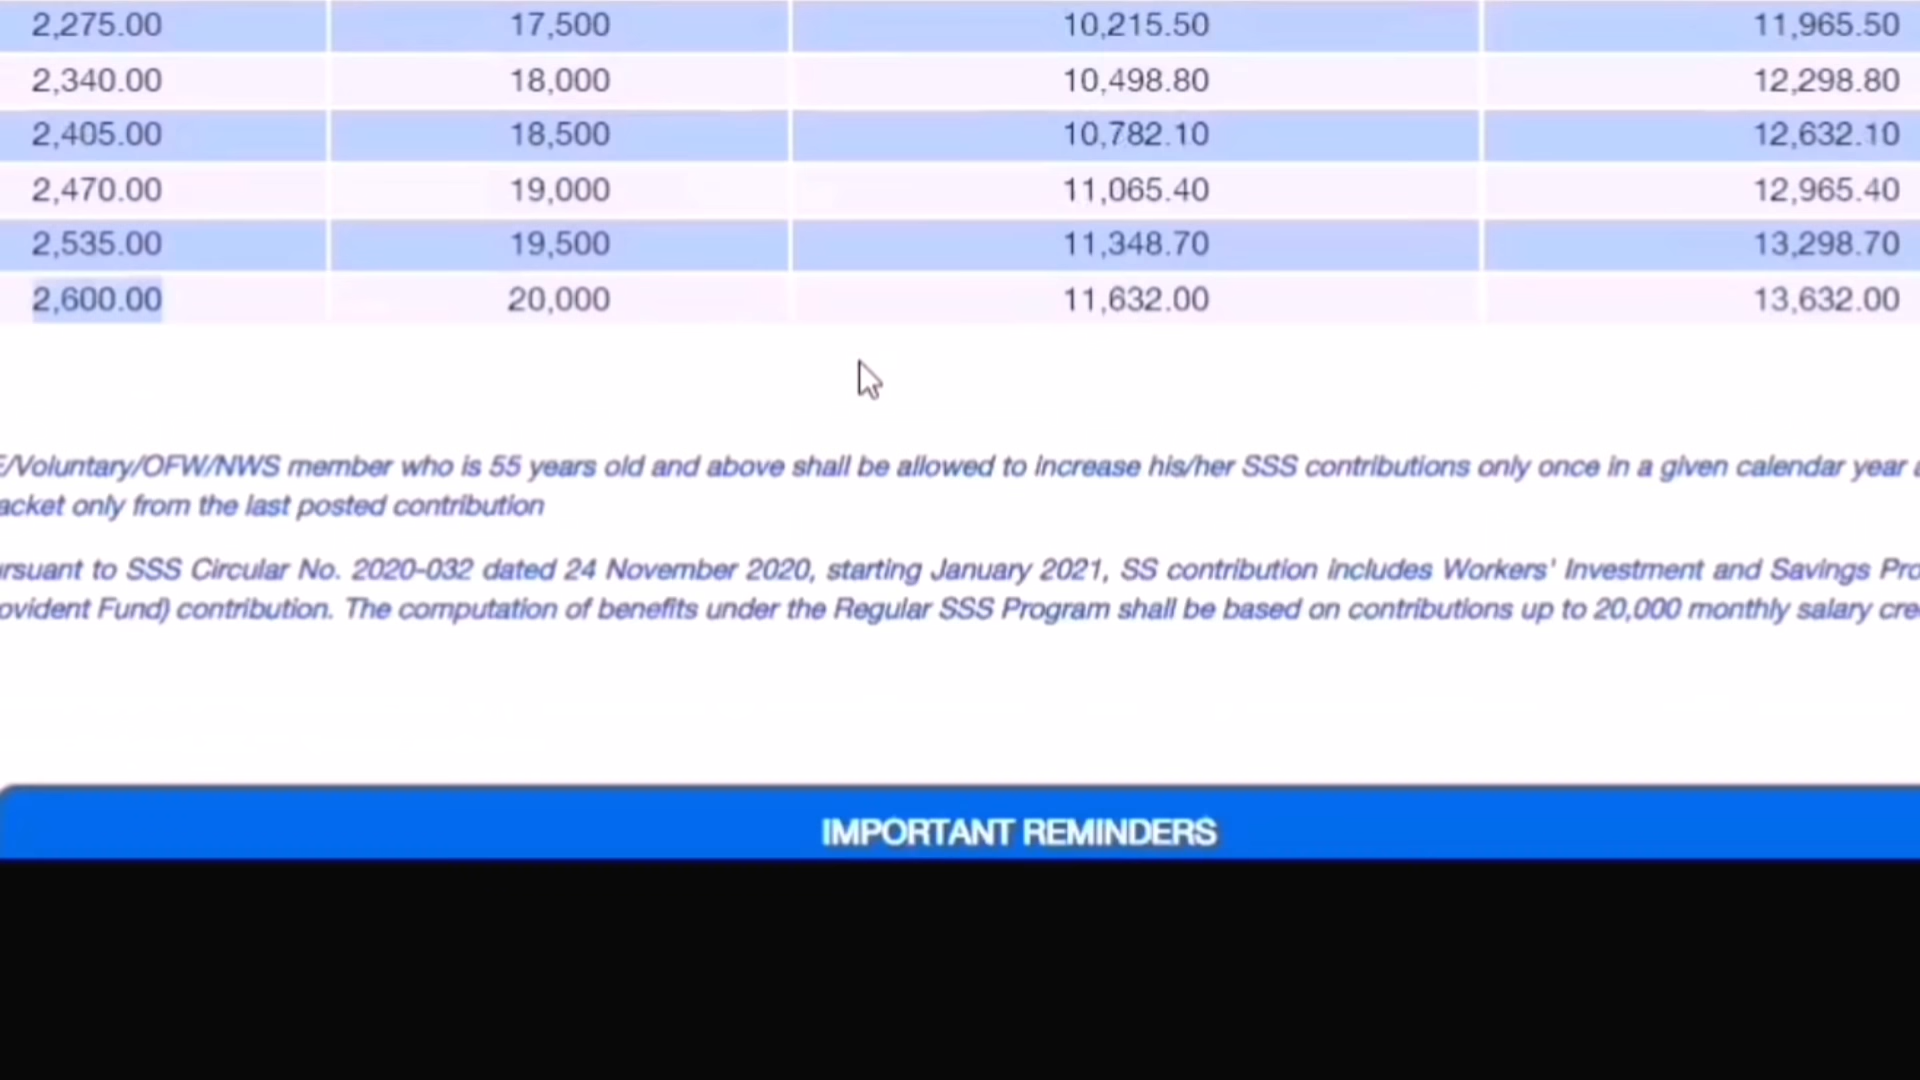 2,275.00 17,500 10,215.50 11,965.50
2,340.00 18,000 10,498.80 12,298.80
2,405.00 18,500 10,782.10 12,632.10
2,470.00 19,000 11,065.40 12,965.40
2,535.00 19,500 11,348.70 13,298.70
2,600.00 20,000 11,632.00 13,632.00
E/Voluntary/OFW/NWS member who is 55 years old and above shall be allowed to increase his/her SSS contributions only once in a given calendar year a
acket only from the last posted contribution
rsuant to SSS Circular No. 2020-032 dated 24 November 2020, starting January 2021, SS contribution includes Workers' Investment and Savings Pro
ovident Fund) contribution. The computation of benefits under the Regular SSS Program shall be based on contributions up to 20,000 monthly salary cre
IMPORTANT REMINDERS